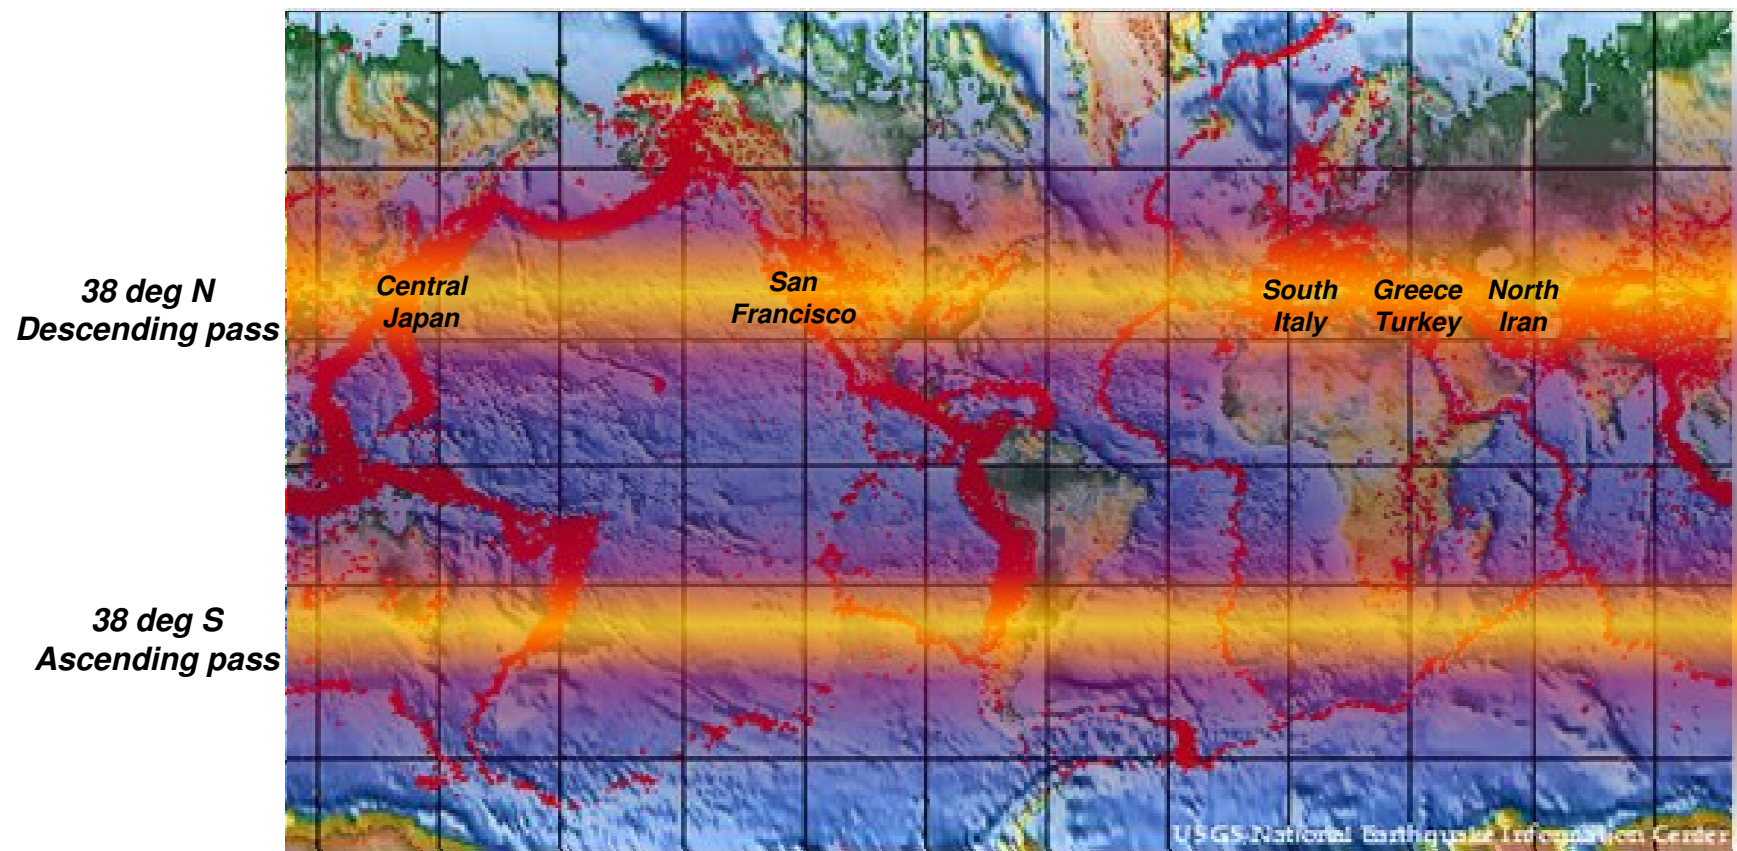 38 deg N
Descending pass
Central
Japan
San
Francisco
South
Italy
Greece
Turkey
North
Iran
38 deg S
Ascending pass
USGS National Earthquake Information Center